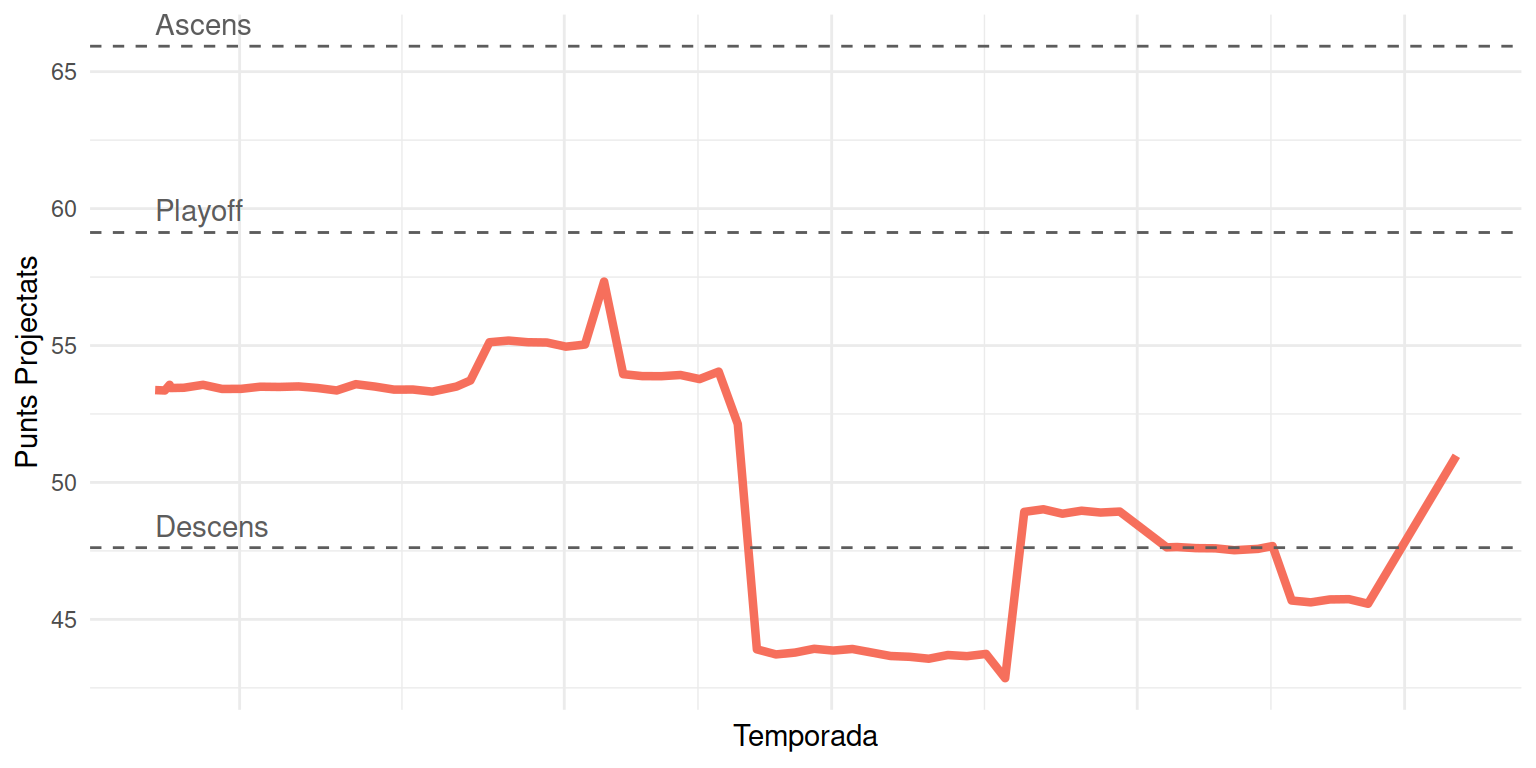 Ascens
65
60
Playoff
55
50
Descens
45
Punts Projectats
Temporada